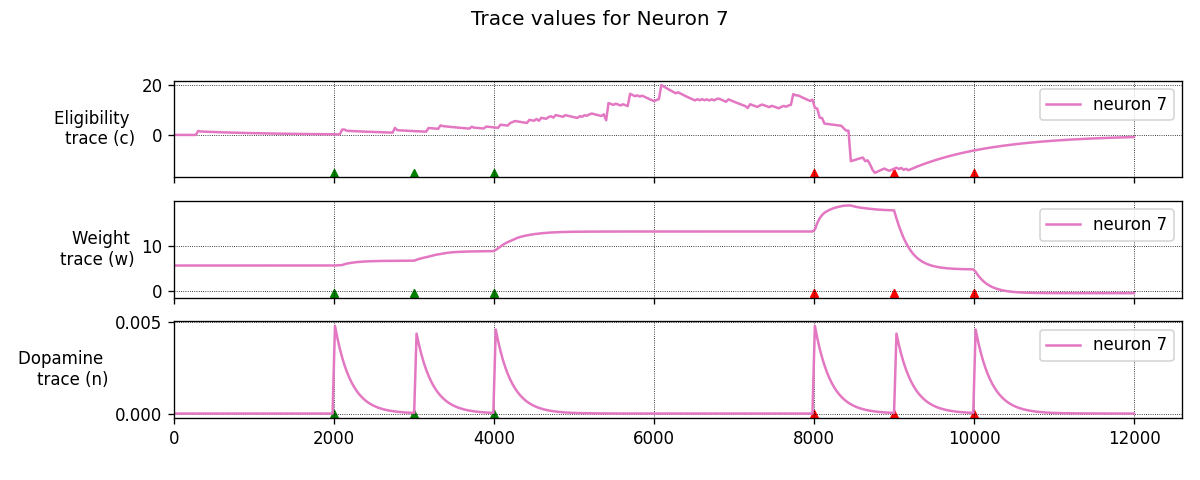 Trace values for Neuron 7
20
0
Eligibility
trace (c)
neuron 7
10
0
Weight
trace (w)
neuron 7
0.005
0.000
Dopamine
trace (n)
neuron 7
0 2000 4000 6000 8000 10000 12000